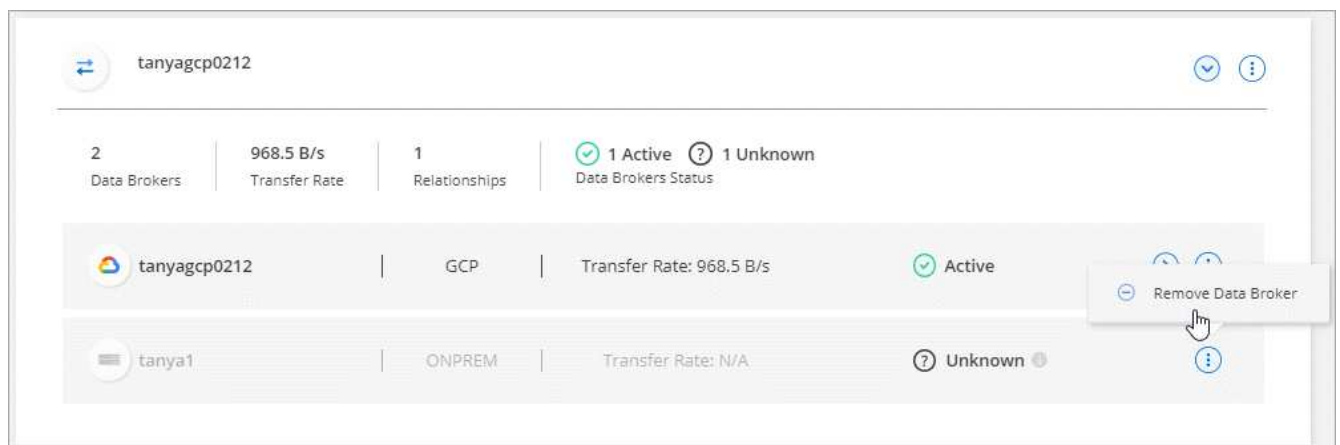 tanyagcp0212
2 968.5 B/s 1 1 Active ? 1 Unknown
Data Brokers Transfer Rate Relationships Data Brokers Status
tanyagcp0212 GCP Transfer Rate: 968.5 B/s Active
Remove Data Broker
tanya1 ONPREM Transfer Rate: N/A ? Unknown